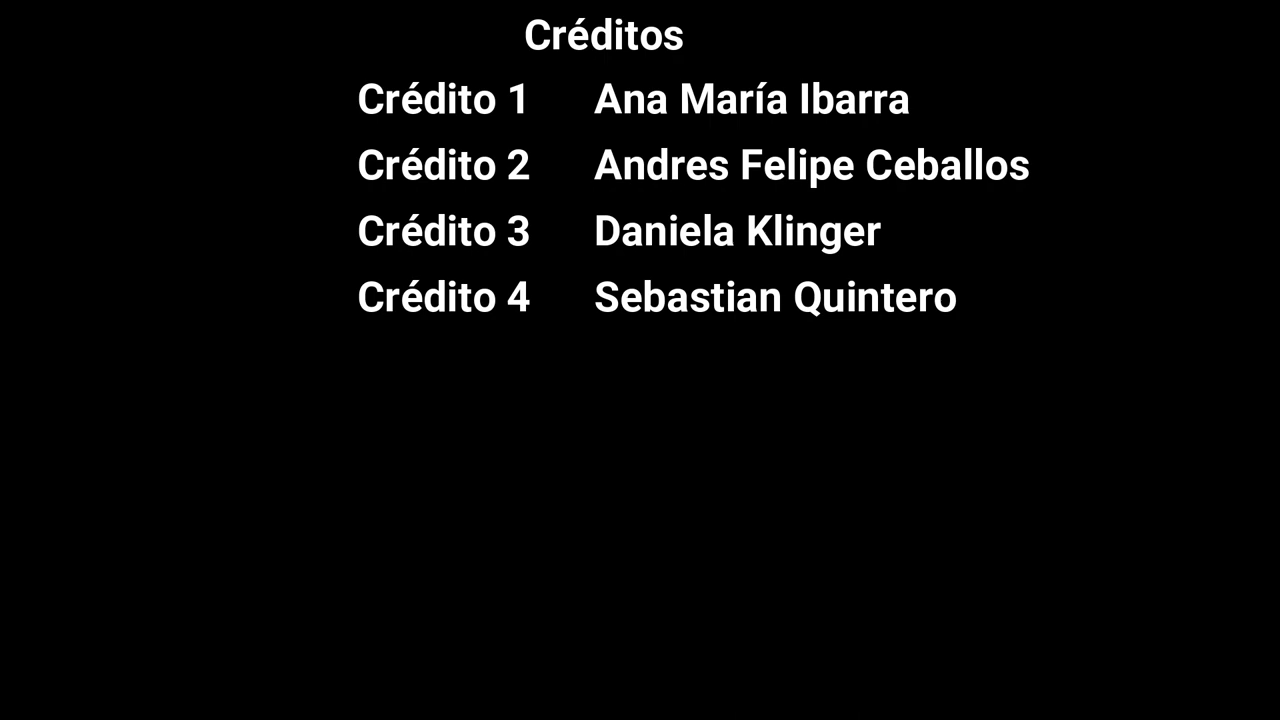 Créditos
Crédito 1 Ana María Ibarra
Crédito 2 Andres Felipe Ceballos
Crédito 3 Daniela Klinger
Crédito 4 Sebastian Quintero